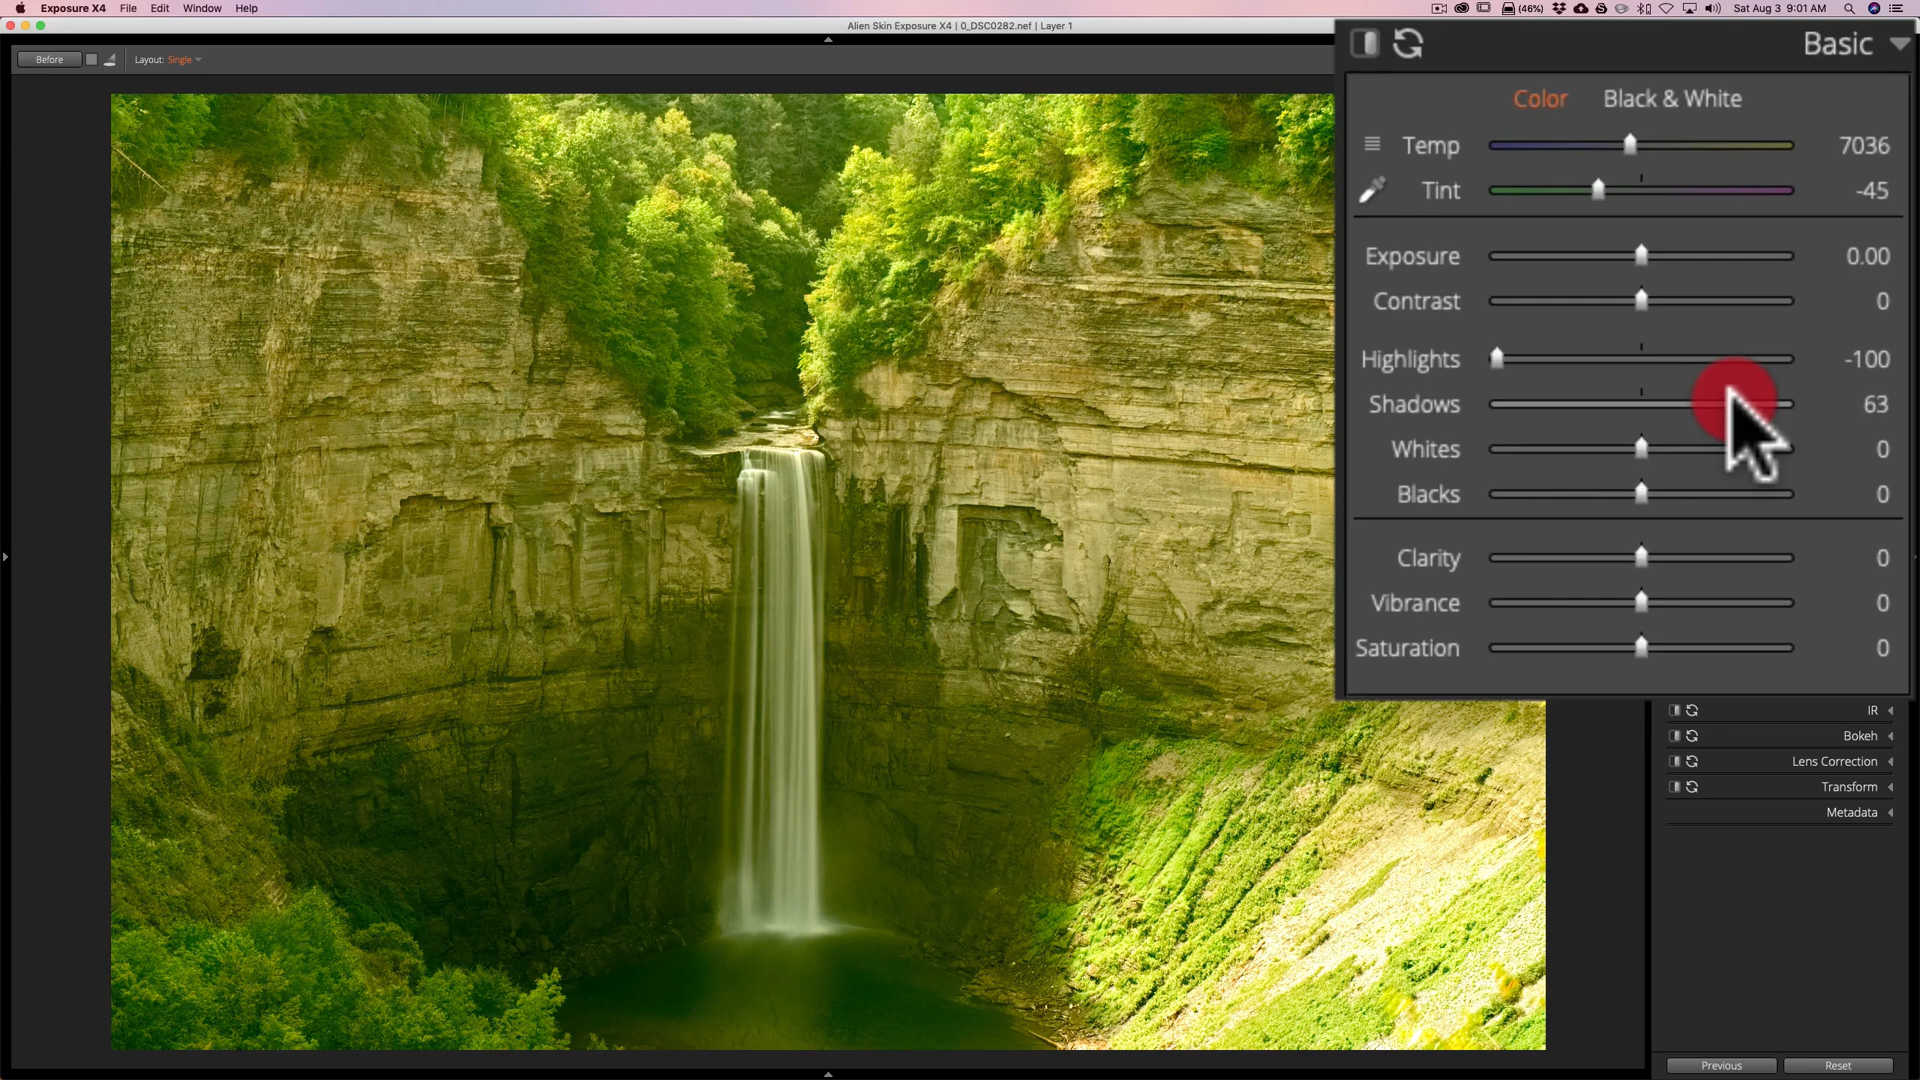 Exposure X4 File Edit Window Help (46%) Sat Aug 3 9:01 AM
Alien Skin Exposure X4 | 0_DSC0282.nef | Layer 1
Before Layout: Single
Basic
Color Black & White
Temp 7036
Tint -45
Exposure 0.00
Contrast 0
Highlights -100
Shadows 63
Whites 0
Blacks 0
Clarity 0
Vibrance 0
Saturation 0
IR
Bokeh
Lens Correction
Transform
Metadata
Previous Reset